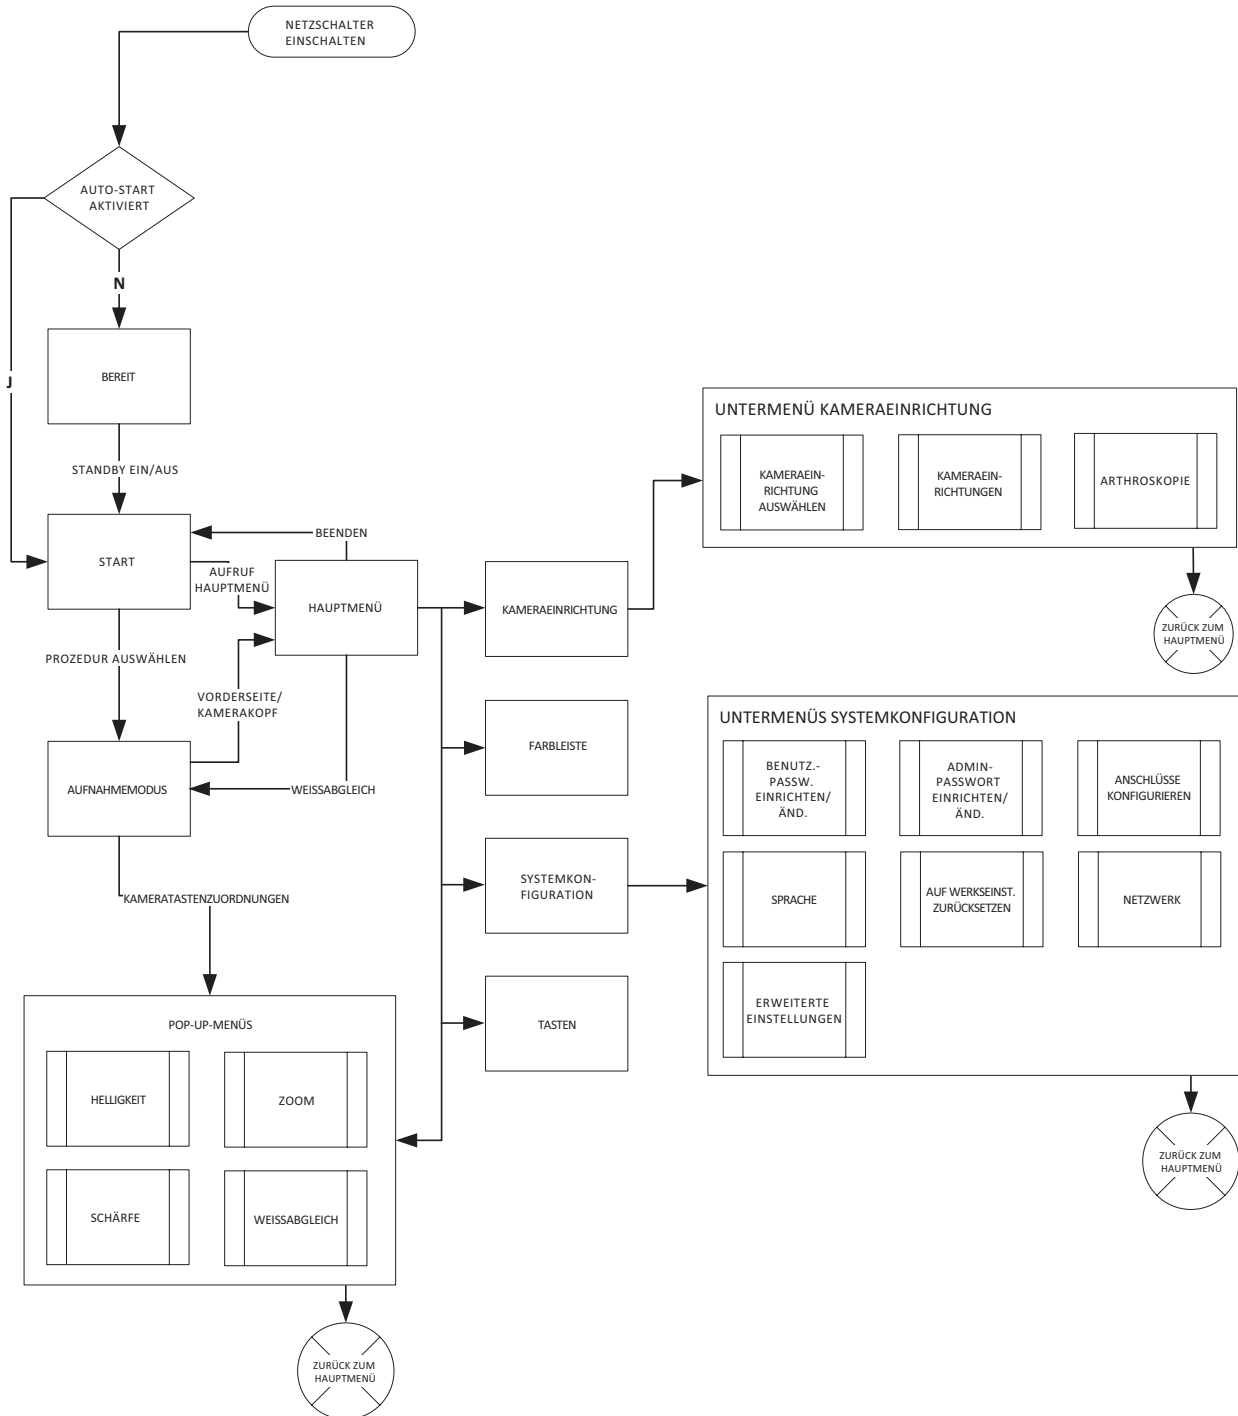 NETZSCHALTER
EINSCHALTEN
AUTO-START
AKTIVIERT
N
J
BEREIT
STANDBY EIN/AUS
START
BEENDEN
AUFRUF
HAUPTMENÜ
HAUPTMENÜ
PROZEDUR AUSWÄHLEN
VORDERSEITE/
KAMERAKOPF
AUFNAHMEMODUS
WEISSABGLEICH
KAMERATASTENZUORDNUNGEN
POP-UP-MENÜS
HELLIGKEIT
ZOOM
SCHÄRFE
WEISSABGLEICH
ZURÜCK ZUM
HAUPTMENÜ
KAMERAEINRICHTUNG
FARBLEISTE
SYSTEMKON-
FIGURATION
TASTEN
UNTERMENÜ KAMERAEINRICHTUNG
KAMERAEIN-
RICHTUNG
AUSWÄHLEN
KAMERAEIN-
RICHTUNGEN
ARTHROSKOPIE
ZURÜCK ZUM
HAUPTMENÜ
UNTERMENÜS SYSTEMKONFIGURATION
BENUTZ.-
PASSW.
EINRICHTEN/
ÄND.
ADMIN-
PASSWORT
EINRICHTEN/
ÄND.
ANSCHLÜSSE
KONFIGURIEREN
SPRACHE
AUF WERKSEINST.
ZURÜCKSETZEN
NETZWERK
ERWEITERTE
EINSTELLUNGEN
ZURÜCK ZUM
HAUPTMENÜ